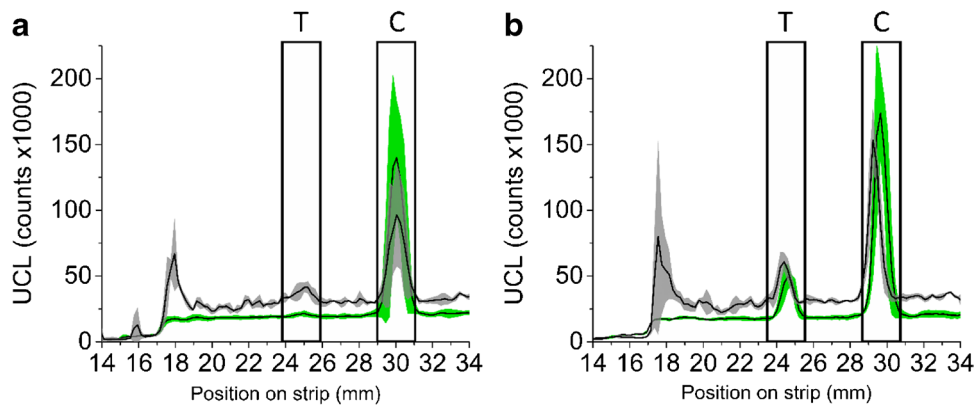 a
T
C
UCL (counts x1000)
200
150
100
50
0
14 16 18 20 22 24 26 28 30 32 34
Position on strip (mm)
b
T
C
UCL (counts x1000)
200
150
100
50
0
14 16 18 20 22 24 26 28 30 32 34
Position on strip (mm)